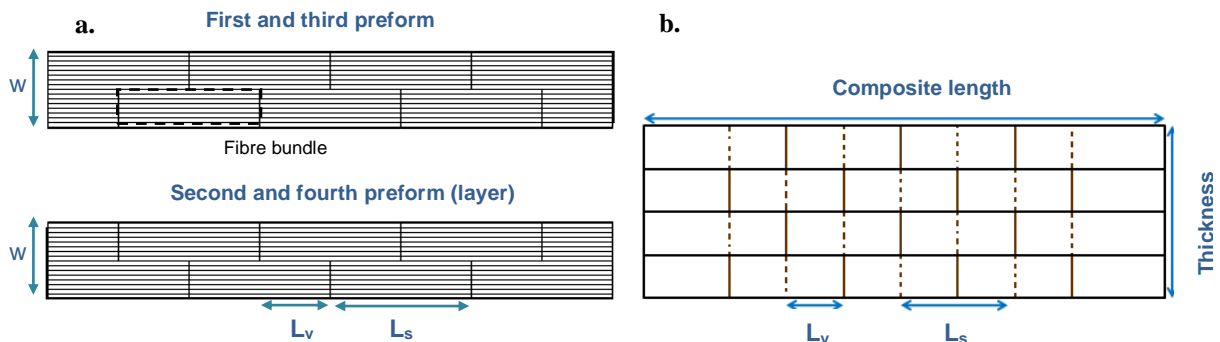 a.
First and third preform
W
Fibre bundle
Second and fourth preform (layer)
W
Lv
Ls
b.
Composite length
Thickness
Lv
Ls